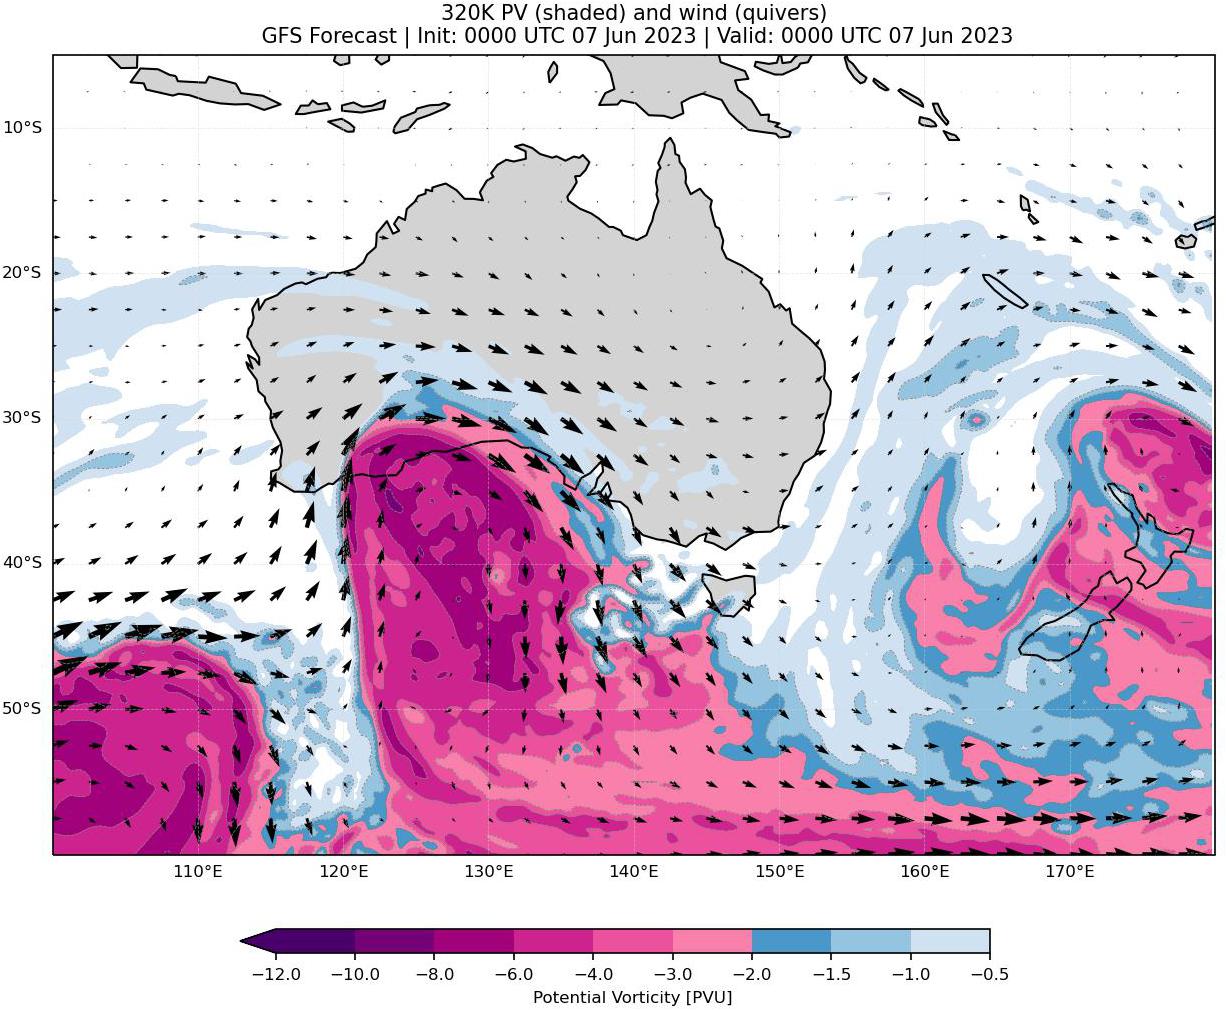 320K PV (shaded) and wind (quivers)
GFS Forecast | Init: 0000 UTC 07 Jun 2023 | Valid: 0000 UTC 07 Jun 2023
10°S
20°S
30°S
40°S
50°S
110°E 120°E 130°E 140°E 150°E 160°E 170°E
−12.0 −10.0 −8.0 −6.0 −4.0 −3.0 −2.0 −1.5 −1.0 −0.5
Potential Vorticity [PVU]